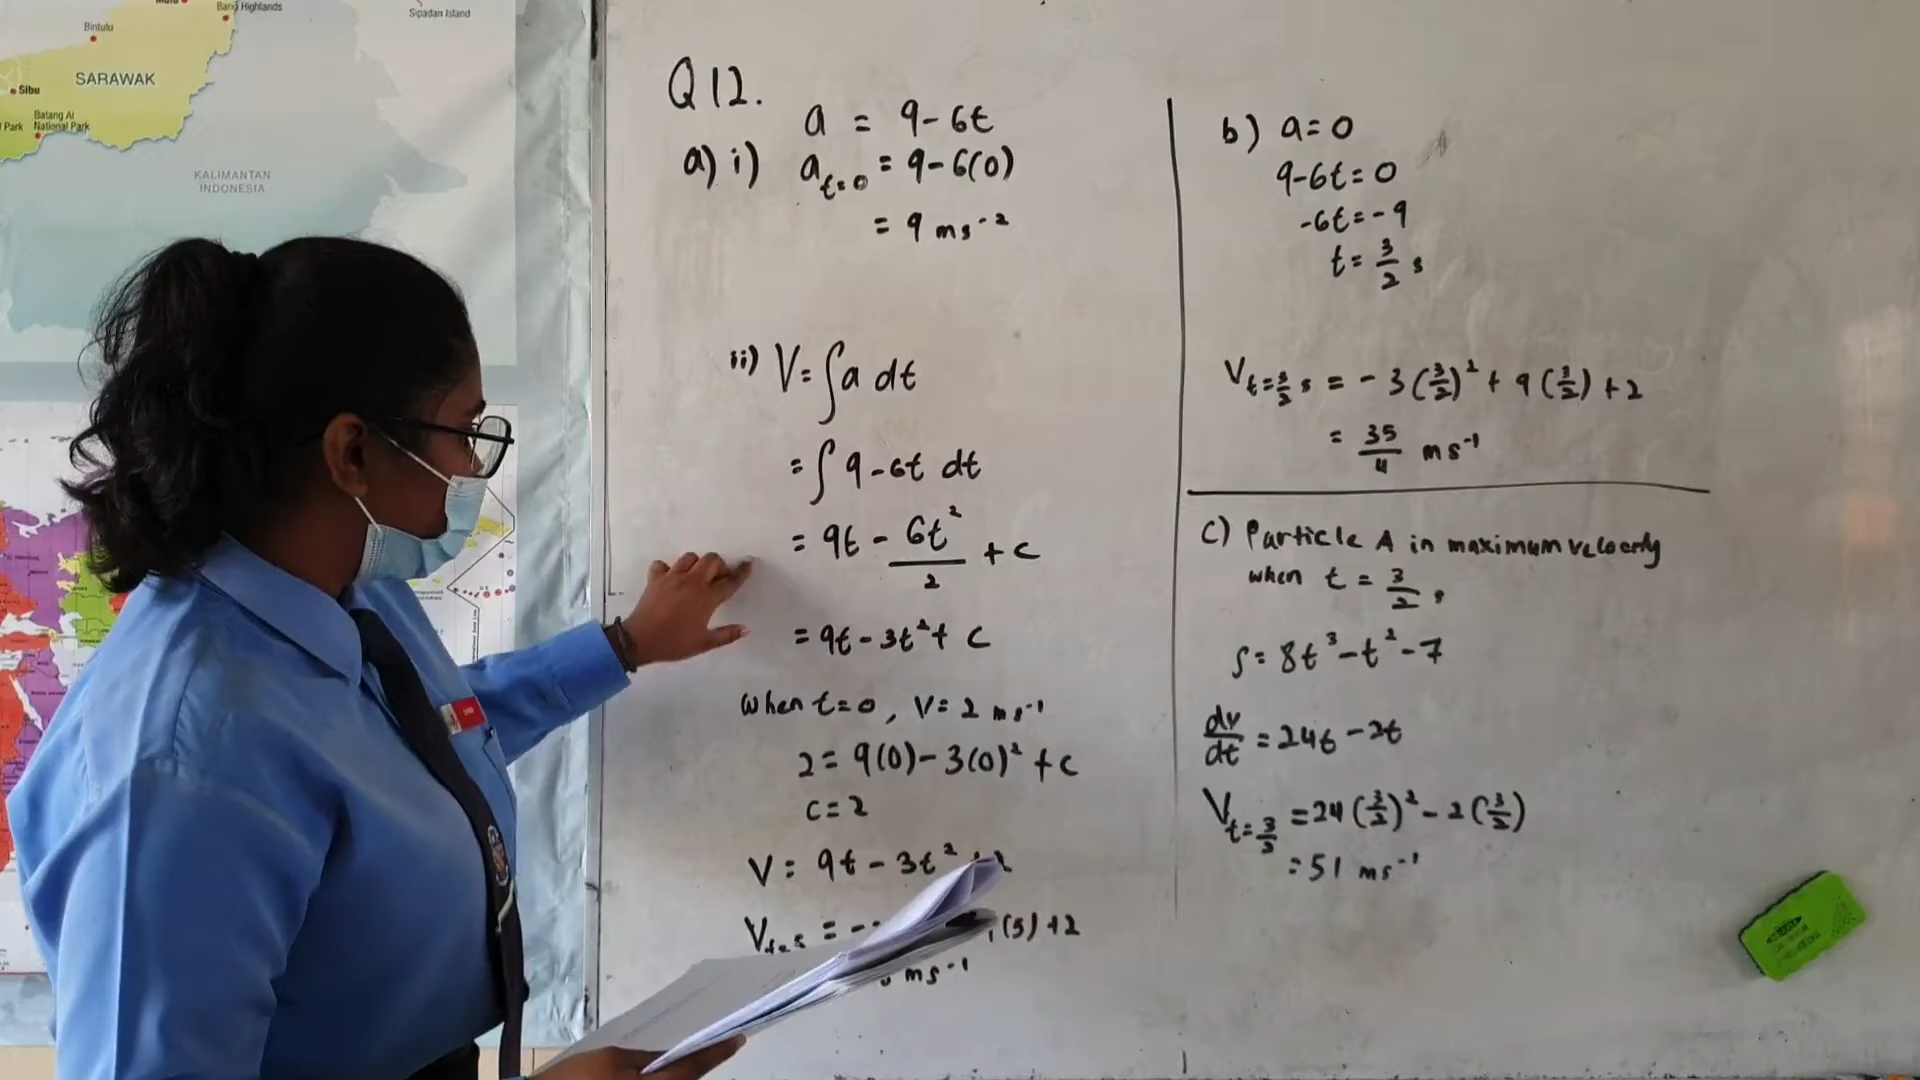 Bintulu
Bario Highlands
Sipadan Island
SARAWAK
Sibu
Batang Ai
Park National Park
KALIMANTAN
INDONESIA
Q12.
a = 9-6t
a) i) a t=0 = 9-6(0)
= 9 ms⁻²
ii) V = ∫a dt
= ∫ 9-6t dt
= 9t - 6t²/2 + c
= 9t - 3t² + c
when t=0, V= 2 ms⁻¹
2 = 9(0) - 3(0)² + c
c = 2
V = 9t - 3t²
V = (5) +2
ms⁻¹
b) a = 0
9-6t = 0
-6t = -9
t = 3/2 s
V t=3/2 s = -3(3/2)² + 9(3/2) + 2
= 35/4 ms⁻¹
c) Particle A in maximum velocity
when t = 3/2 s
s = 8t³ - t² - 7
dv/dt = 24t - 2t
V t=3/2 = 24(3/2)² - 2(3/2)
= 51 ms⁻¹